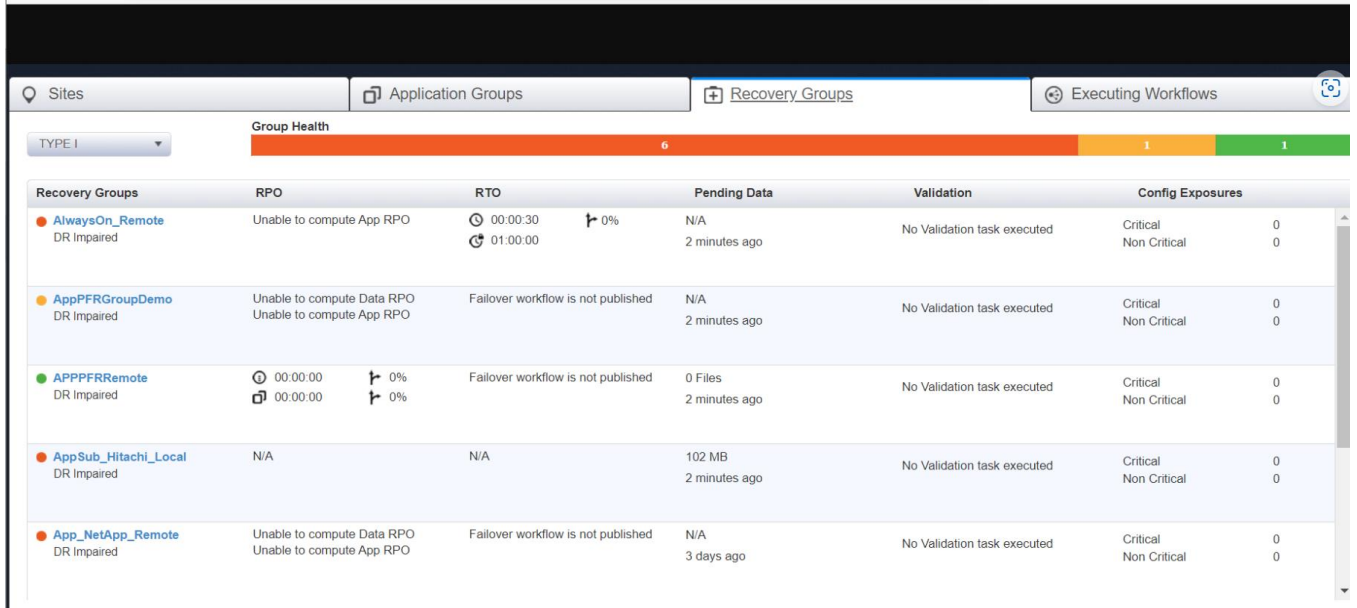 Sites Application Groups Recovery Groups Executing Workflows
Group Health
TYPE I 6 1 1
Recovery Groups RPO RTO Pending Data Validation Config Exposures
AlwaysOn_Remote Unable to compute App RPO 00:00:30 0% N/A No Validation task executed Critical 0
DR Impaired 01:00:00 2 minutes ago Non Critical 0
AppPFRGroupDemo Unable to compute Data RPO Failover workflow is not published N/A No Validation task executed Critical 0
DR Impaired Unable to compute App RPO 2 minutes ago Non Critical 0
APPPFRRemote 00:00:00 0% Failover workflow is not published 0 Files No Validation task executed Critical 0
DR Impaired 00:00:00 0% 2 minutes ago Non Critical 0
AppSub_Hitachi_Local N/A N/A 102 MB No Validation task executed Critical 0
DR Impaired 2 minutes ago Non Critical 0
App_NetApp_Remote Unable to compute Data RPO Failover workflow is not published N/A No Validation task executed Critical 0
DR Impaired Unable to compute App RPO 3 days ago Non Critical 0